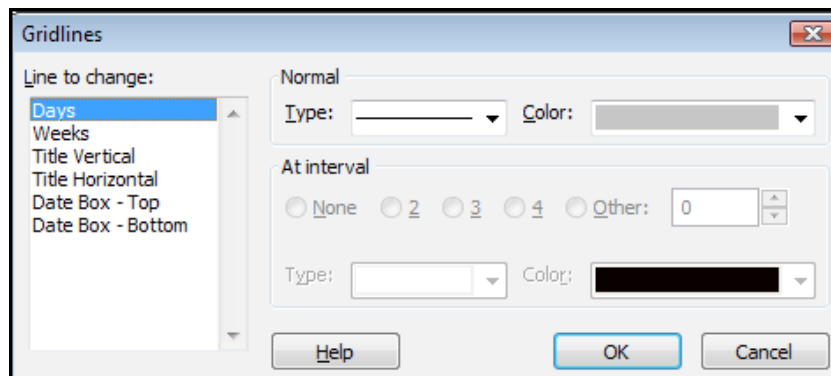 Gridlines
Line to change:
Days
Weeks
Title Vertical
Title Horizontal
Date Box - Top
Date Box - Bottom
Normal
Type:
Color:
At interval
None 2 3 4 Other: 0
Type:
Color:
Help
OK
Cancel